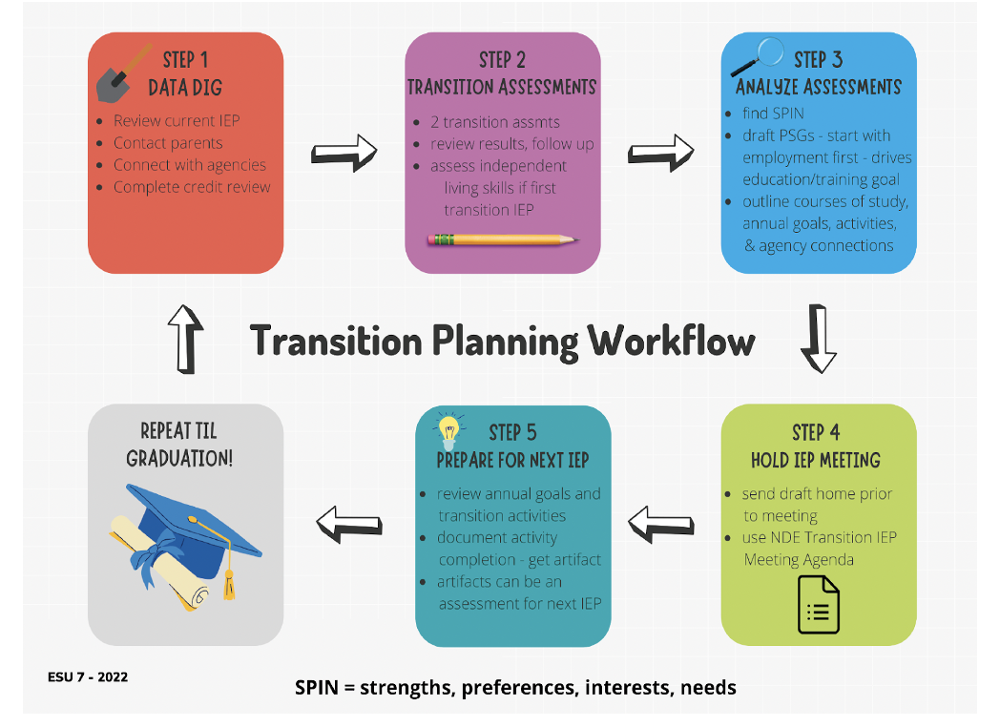 STEP 1
DATA DIG
• Review current IEP
• Contact parents
• Connect with agencies
• Complete credit review
STEP 2
TRANSITION ASSESSMENTS
• 2 transition assmts
• review results, follow up
• assess independent
living skills if first
transition IEP
STEP 3
ANALYZE ASSESSMENTS
• find SPIN
• draft PSGs - start with
employment first - drives
education/training goal
• outline courses of study,
annual goals, activities,
& agency connections
Transition Planning Workflow
STEP 4
HOLD IEP MEETING
• send draft home prior
to meeting
• use NDE Transition IEP
Meeting Agenda
STEP 5
PREPARE FOR NEXT IEP
• review annual goals and
transition activities
• document activity
completion - get artifact
• artifacts can be an
assessment for next IEP
REPEAT TIL
GRADUATION!
ESU 7 - 2022
SPIN = strengths, preferences, interests, needs